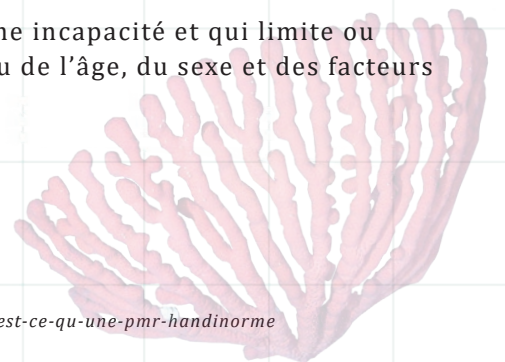 ne incapacité et qui limite ou
u de l’âge, du sexe et des facteurs
est-ce-qu-une-pmr-handinorme